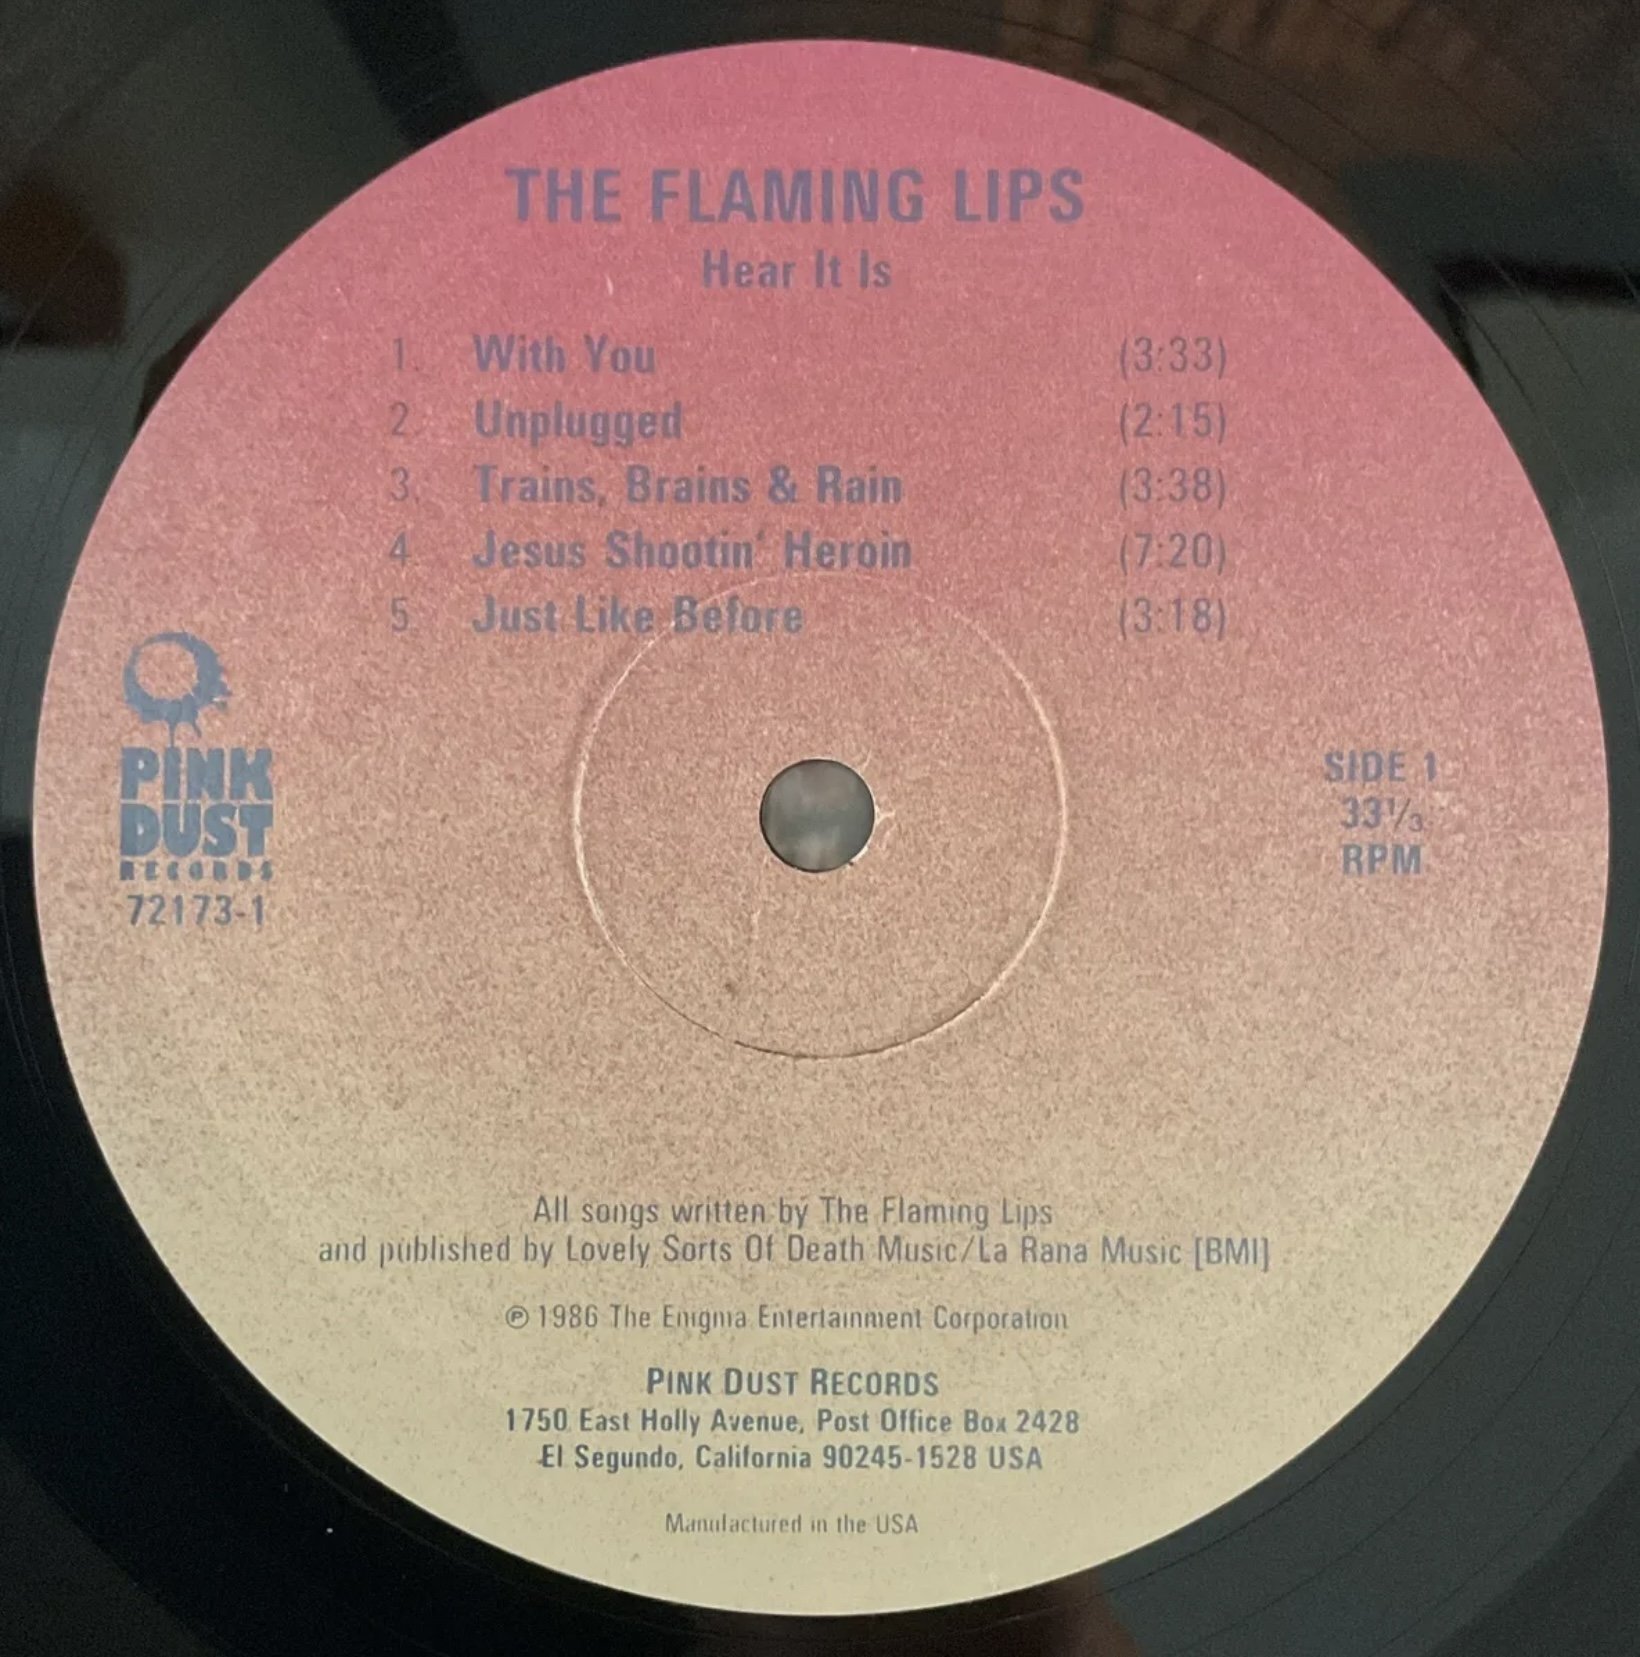 THE FLAMING LIPS
Hear It Is
1. With You (3:33)
2. Unplugged (2:15)
3. Trains, Brains & Rain (3:38)
4 Jesus Shootin' Heroin (7:20)
5 Just Like Before (3:18)
PINK
DUST
RECORDS
72173-1
SIDE 1
33⅓
RPM
All songs written by The Flaming Lips
and published by Lovely Sorts Of Death Music/La Rana Music [BMI]
℗ 1986 The Enigma Entertainment Corporation
PINK DUST RECORDS
1750 East Holly Avenue, Post Office Box 2428
El Segundo, California 90245-1528 USA
Manufactured in the USA